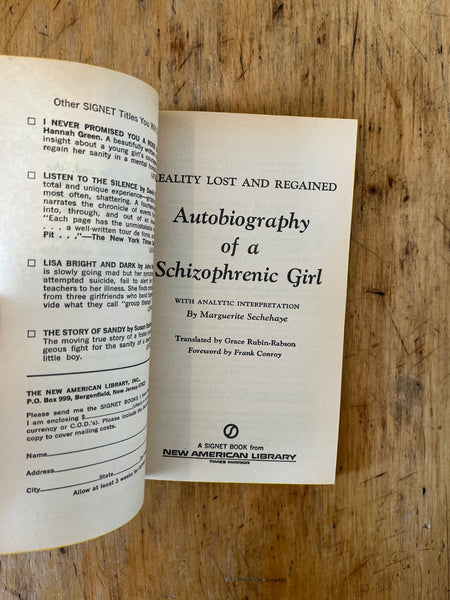 Other SIGNET Titles You
I NEVER PROMISED YOU A
Hannah Green. A beautifully
insight about a young girl's
regain her sanity in a mental
LISTEN TO THE SILENCE by
total and unique experience
most often, shattering. A
narrates the chronicle of events
into, through, and out of an
"Each page has the
. . . a well-written tour de
Pit . . ."—The New York
LISA BRIGHT AND DARK by
is slowly going mad but her
attempted suicide, fail to
teachers to her illness. She finds
from three girlfriends who band
vide what they call "group
THE STORY OF SANDY by Susan
The moving true story of a foster
geous fight for the sanity of a
little boy.
THE NEW AMERICAN LIBRARY, INC.,
P.O. Box 999, Bergenfield, New Jersey
Please send me the SIGNET BOOKS I
I am enclosing $
currency or C.O.D.'s). Please
copy to cover mailing costs.
Name
Address
City State
Allow at least 3 weeks for
EALITY LOST AND REGAINED
Autobiography
of a
Schizophrenic Girl
WITH ANALYTIC INTERPRETATION
By Marguerite Sechehaye
Translated by Grace Rubin-Rabson
Foreword by Frank Conroy
A SIGNET BOOK from
NEW AMERICAN LIBRARY
TIMES MIRROR